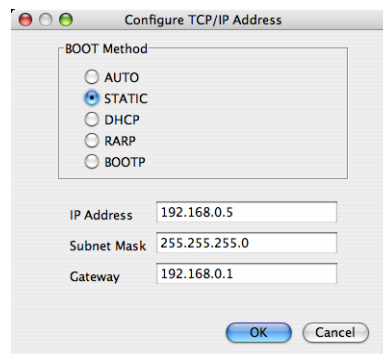 Configure TCP/IP Address
BOOT Method
AUTO
STATIC
DHCP
RARP
BOOTP
IP Address 192.168.0.5
Subnet Mask 255.255.255.0
Gateway 192.168.0.1
OK Cancel